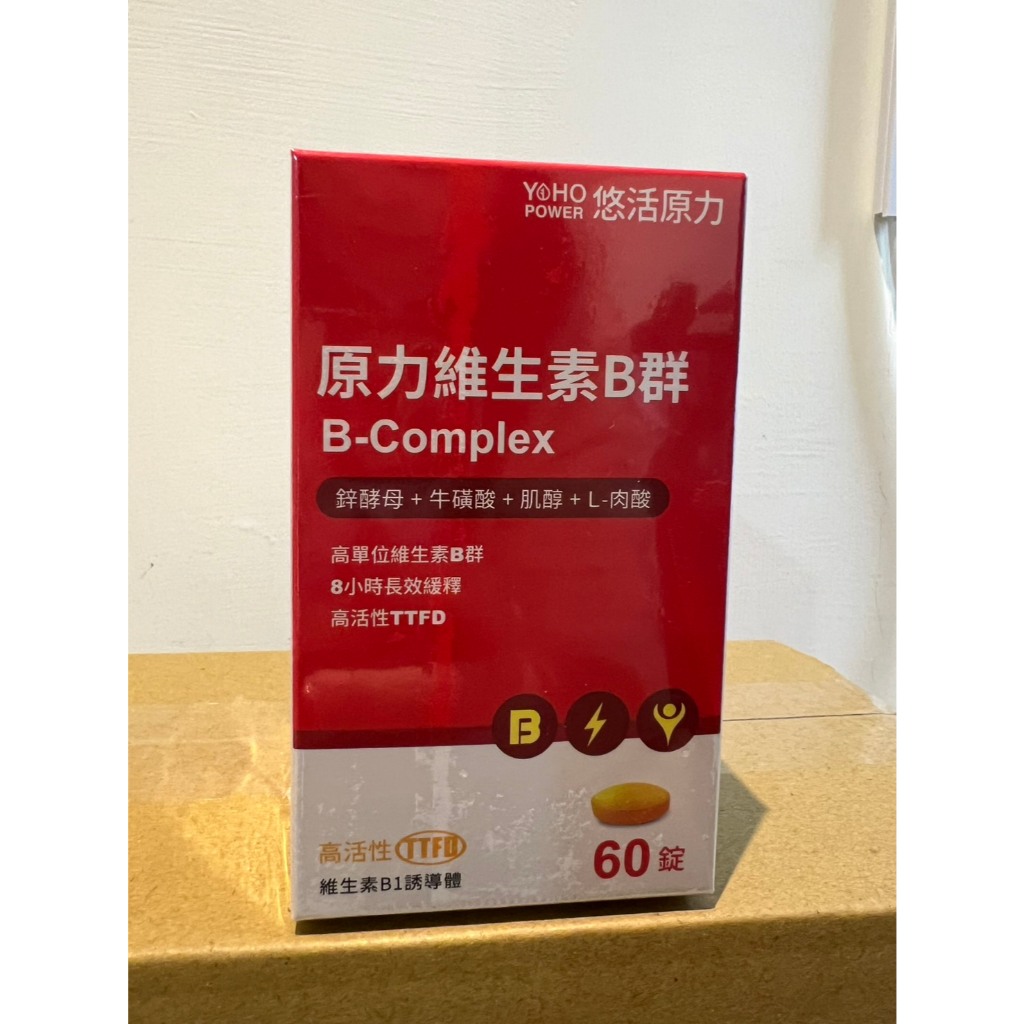 YOHO POWER 悠活原力
原力維生素B群
B-Complex
鋅酵母 + 牛磺酸 + 肌醇 + L-肉酸
高單位維生素B群
8小時長效緩釋
高活性TTFD
B
高活性 TTFD
維生素B1誘導體
60錠